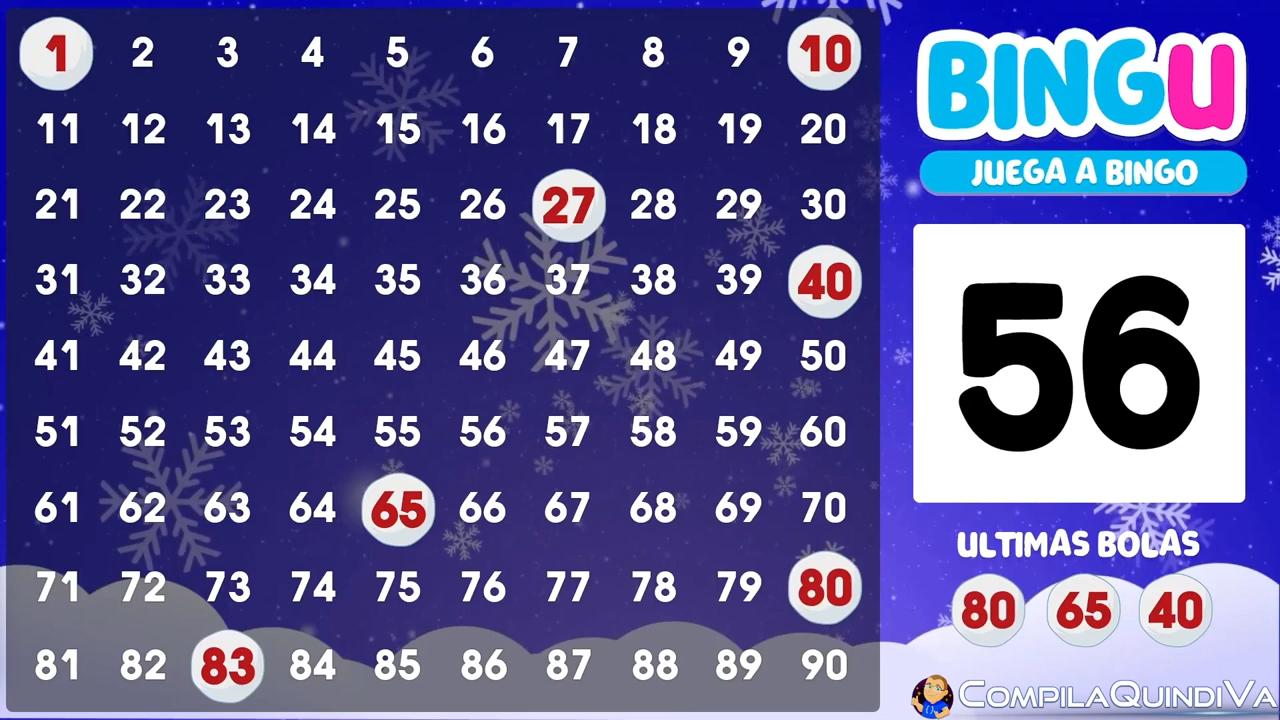 1 2 3 4 5 6 7 8 9 10
11 12 13 14 15 16 17 18 19 20
21 22 23 24 25 26 27 28 29 30
31 32 33 34 35 36 37 38 39 40
41 42 43 44 45 46 47 48 49 50
51 52 53 54 55 56 57 58 59 60
61 62 63 64 65 66 67 68 69 70
71 72 73 74 75 76 77 78 79 80
81 82 83 84 85 86 87 88 89 90
BINGU
JUEGA A BINGO
56
ULTIMAS BOLAS
80 65 40
COMPILAQUINDIVA